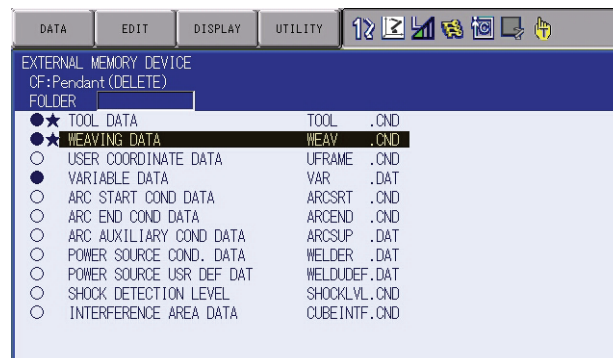 DATA EDIT DISPLAY UTILITY
EXTERNAL MEMORY DEVICE
CF:Pendant(DELETE)
FOLDER
TOOL DATA TOOL .CND
WEAVING DATA WEAV .CND
USER COORDINATE DATA UFRAME .CND
VARIABLE DATA VAR .DAT
ARC START COND DATA ARCSRT .CND
ARC END COND DATA ARCEND .CND
ARC AUXILIARY COND DATA ARCSUP .DAT
POWER SOURCE COND. DATA WELDER .DAT
POWER SOURCE USR DEF DAT WELDUDEF.DAT
SHOCK DETECTION LEVEL SHOCKLVL.CND
INTERFERENCE AREA DATA CUBEINTF.CND